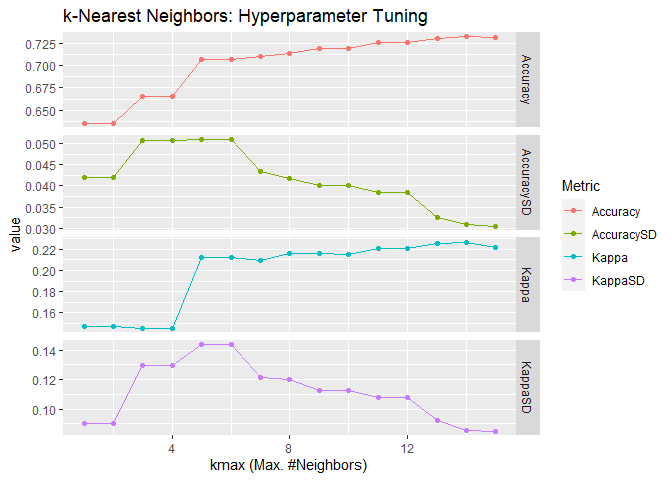 k-Nearest Neighbors: Hyperparameter Tuning
0.725
0.700
0.675
0.650
Accuracy
0.050
0.045
0.040
0.035
0.030
AccuracySD
0.22
0.20
0.18
0.16
Kappa
0.14
0.12
0.10
KappaSD
value
4
8
12
kmax (Max. #Neighbors)
Metric
Accuracy
AccuracySD
Kappa
KappaSD